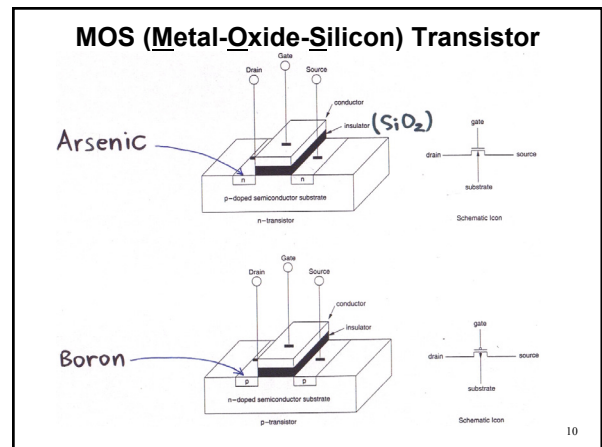 MOS (Metal-Oxide-Silicon) Transistor
Gate
Drain
Source
conductor
insulator (SiO₂)
Arsenic
n
n
p-doped semiconductor substrate
n-transistor
gate
drain
source
substrate
Schematic Icon
Gate
Drain
Source
conductor
insulator
Boron
p
p
n-doped semiconductor substrate
p-transistor
gate
drain
source
substrate
Schematic Icon
10